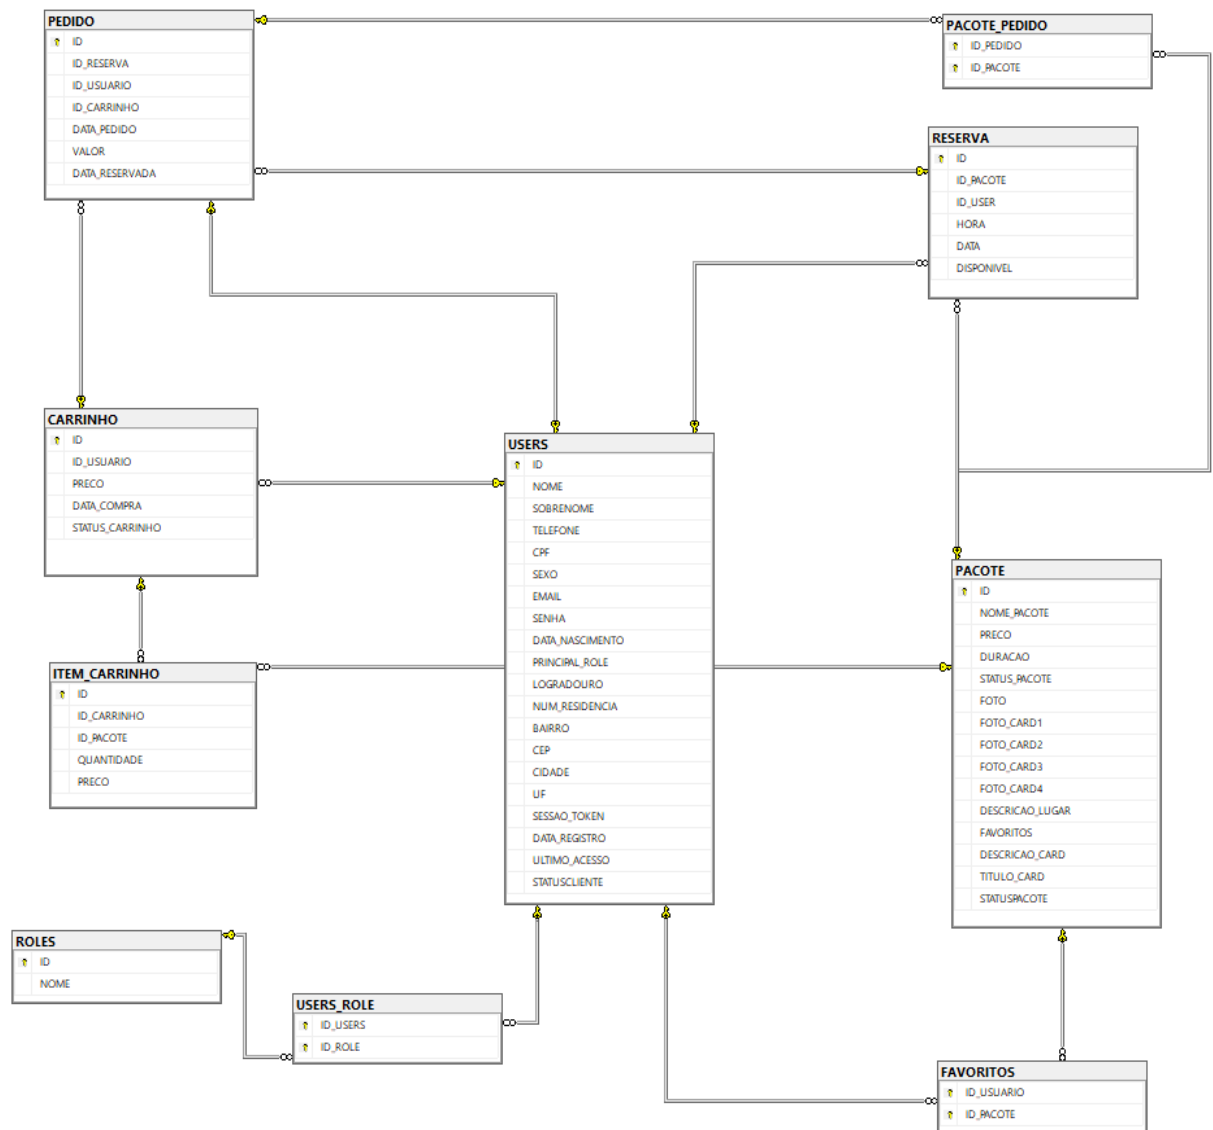 PEDIDO
ID
ID_RESERVA
ID_USUARIO
ID_CARRINHO
DATA_PEDIDO
VALOR
DATA_RESERVADA
PACOTE_PEDIDO
ID_PEDIDO
ID_PACOTE
RESERVA
ID
ID_PACOTE
ID_USER
HORA
DATA
DISPONIVEL
CARRINHO
ID
ID_USUARIO
PRECO
DATA_COMPRA
STATUS_CARRINHO
USERS
ID
NOME
SOBRENOME
TELEFONE
CPF
SEXO
EMAIL
SENHA
DATA_NASCIMENTO
PRINCIPAL_ROLE
LOGRADOURO
NUM_RESIDENCIA
BAIRRO
CEP
CIDADE
UF
SESSAO_TOKEN
DATA_REGISTRO
ULTIMO_ACESSO
STATUSCLIENTE
PACOTE
ID
NOME_PACOTE
PRECO
DURACAO
STATUS_PACOTE
FOTO
FOTO_CARD1
FOTO_CARD2
FOTO_CARD3
FOTO_CARD4
DESCRICAO_LUGAR
FAVORITOS
DESCRICAO_CARD
TITULO_CARD
STATUSPACOTE
ITEM_CARRINHO
ID
ID_CARRINHO
ID_PACOTE
QUANTIDADE
PRECO
ROLES
ID
NOME
USERS_ROLE
ID_USERS
ID_ROLE
FAVORITOS
ID_USUARIO
ID_PACOTE